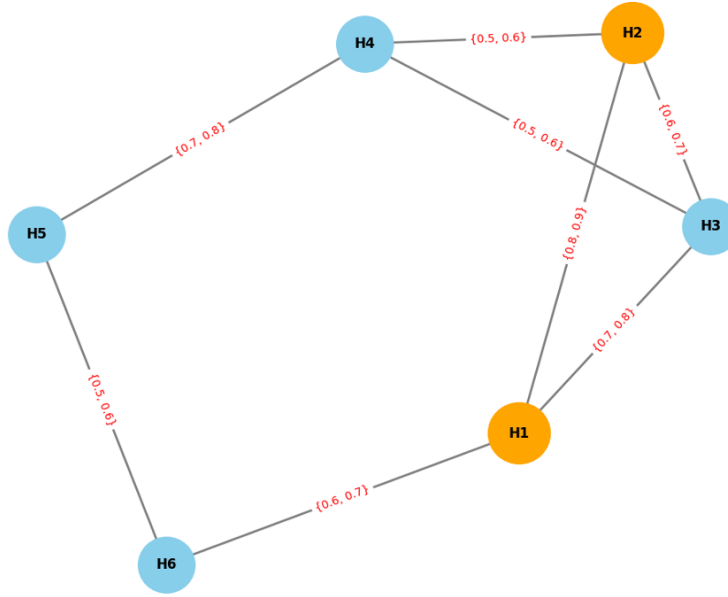 H2
H4
{0.5, 0.6}
{0.6, 0.7}
{0.5, 0.6}
{0.7, 0.8}
H3
H5
{0.8, 0.9}
{0.7, 0.8}
{0.5, 0.6}
H1
{0.6, 0.7}
H6